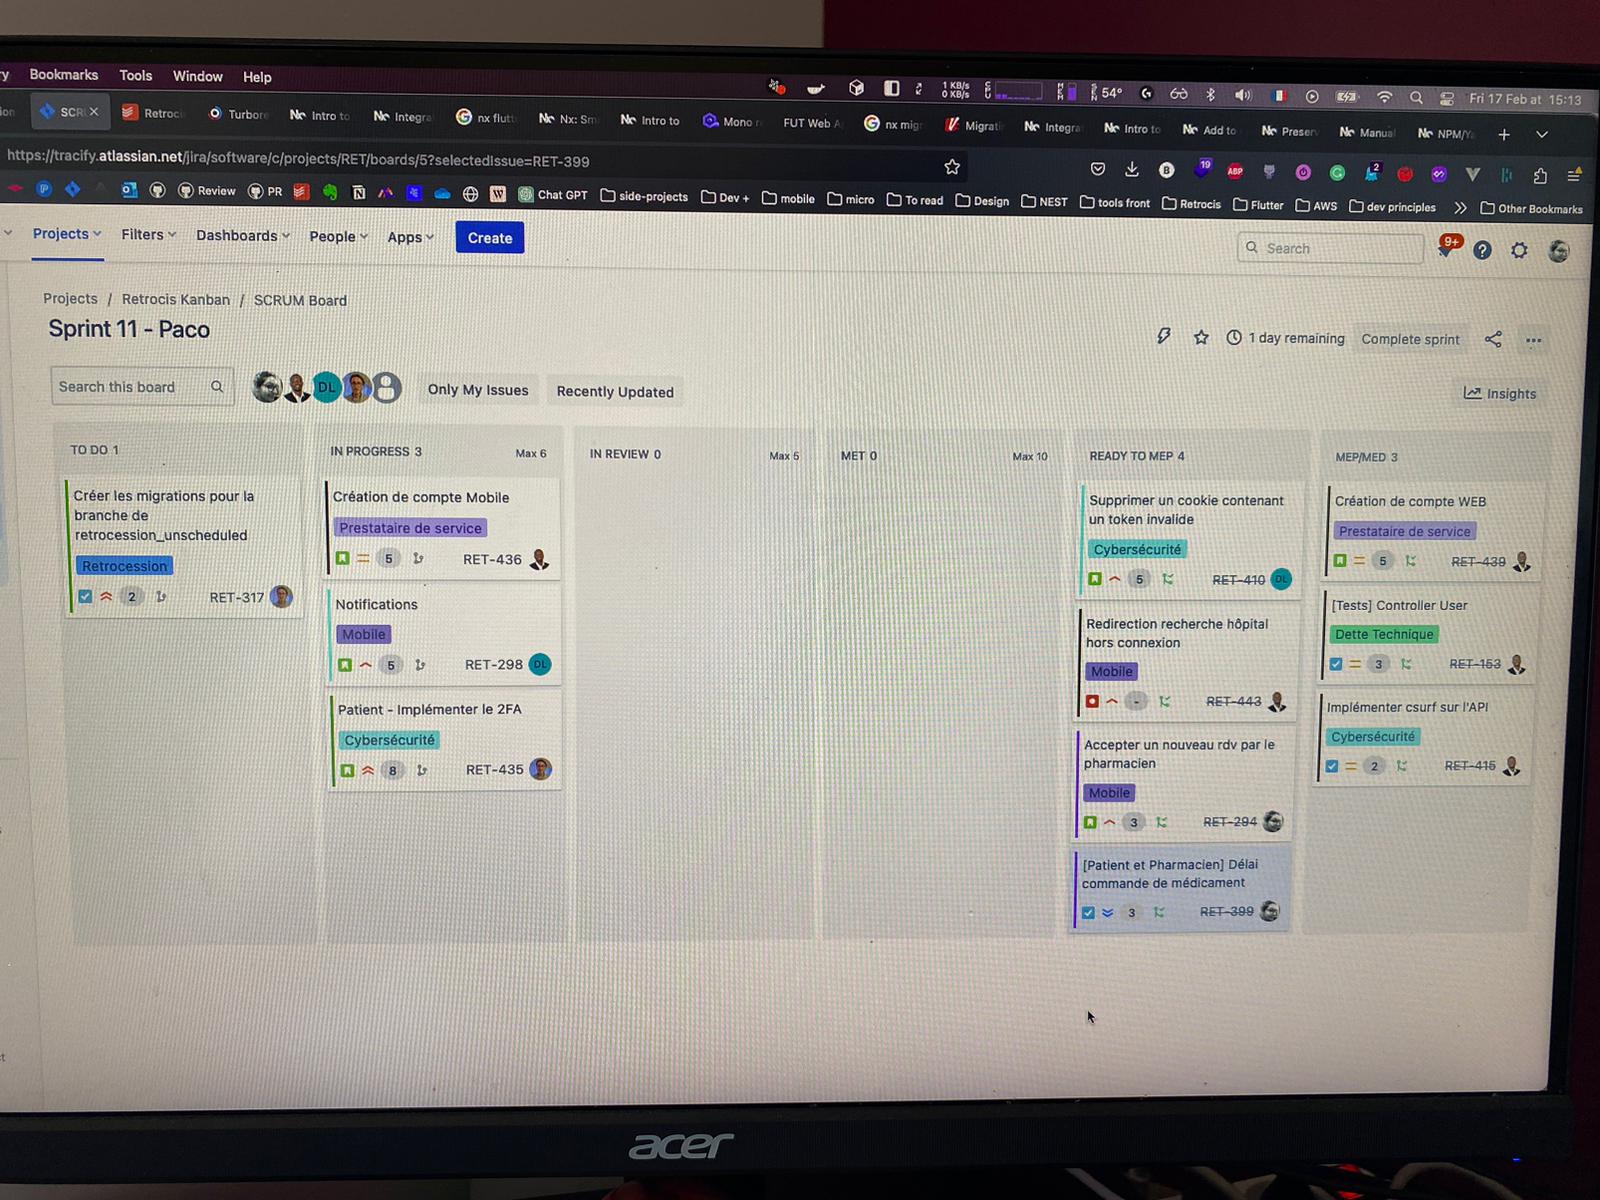 ry Bookmarks Tools Window Help
1 KB/s
0 KB/s
54°
Fri 17 Feb at 15:13
ion SCRU Retroci Turbore Intro to Integra nx flutt Nx: Sm Intro to Mono r FUT Web A nx mig Migrati Integra Intro to Add to Preserv Manual NPM/Ya
https://tracify.atlassian.net/jira/software/c/projects/RET/boards/5?selectedIssue=RET-399
19 ABP 2
Review PR Chat GPT side-projects Dev + mobile micro To read Design NEST tools front Retrocis Flutter AWS dev principles Other Bookmarks
Projects Filters Dashboards People Apps Create Search 9+
Projects / Retrocis Kanban / SCRUM Board
Sprint 11 - Paco
1 day remaining Complete sprint
Search this board DL Only My Issues Recently Updated Insights
TO DO 1
Créer les migrations pour la
branche de
retrocession_unscheduled
Retrocession
2 RET-317
IN PROGRESS 3 Max 6
Création de compte Mobile
Prestataire de service
5 RET-436
Notifications
Mobile
5 RET-298 DL
Patient - Implémenter le 2FA
Cybersécurité
8 RET-435
IN REVIEW 0 Max 5
MET 0 Max 10
READY TO MEP 4
Supprimer un cookie contenant
un token invalide
Cybersécurité
5 RET-410 DL
Redirection recherche hôpital
hors connexion
Mobile
- RET-443
Accepter un nouveau rdv par le
pharmacien
Mobile
3 RET-294
[Patient et Pharmacien] Délai
commande de médicament
3 RET-399
MEP/MED 3
Création de compte WEB
Prestataire de service
5 RET-439
[Tests] Controller User
Dette Technique
3 RET-153
Implémenter csurf sur l'API
Cybersécurité
2 RET-415
acer